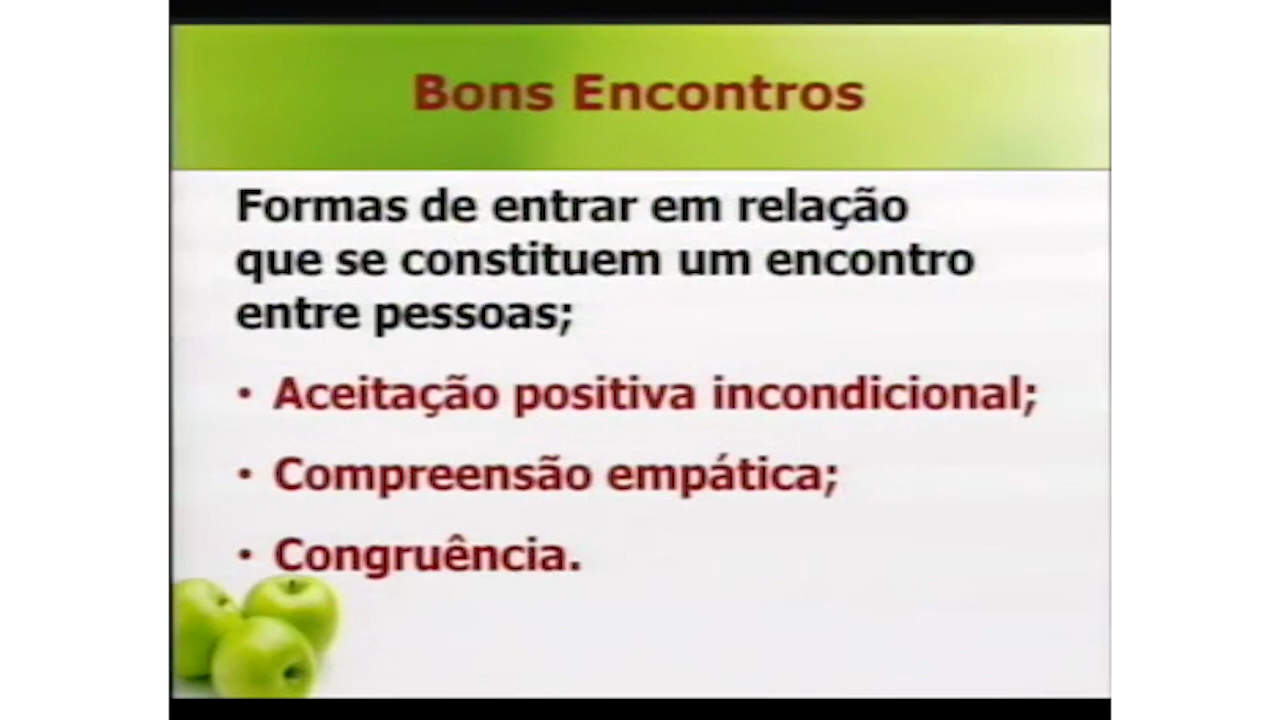 Bons Encontros
Formas de entrar em relação
que se constituem um encontro
entre pessoas;
• Aceitação positiva incondicional;
• Compreensão empática;
• Congruência.